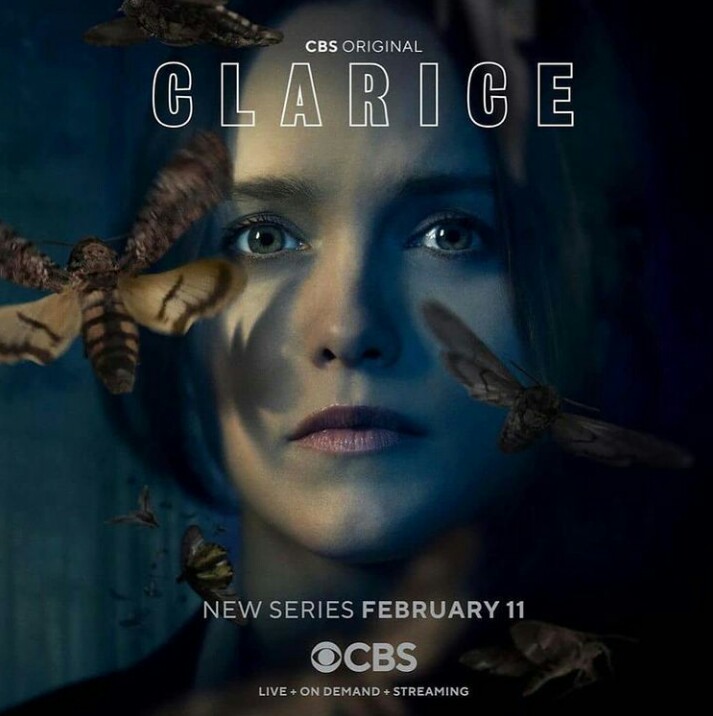 CBS ORIGINAL
CLARICE
NEW SERIES FEBRUARY 11
CBS
LIVE + ON DEMAND + STREAMING